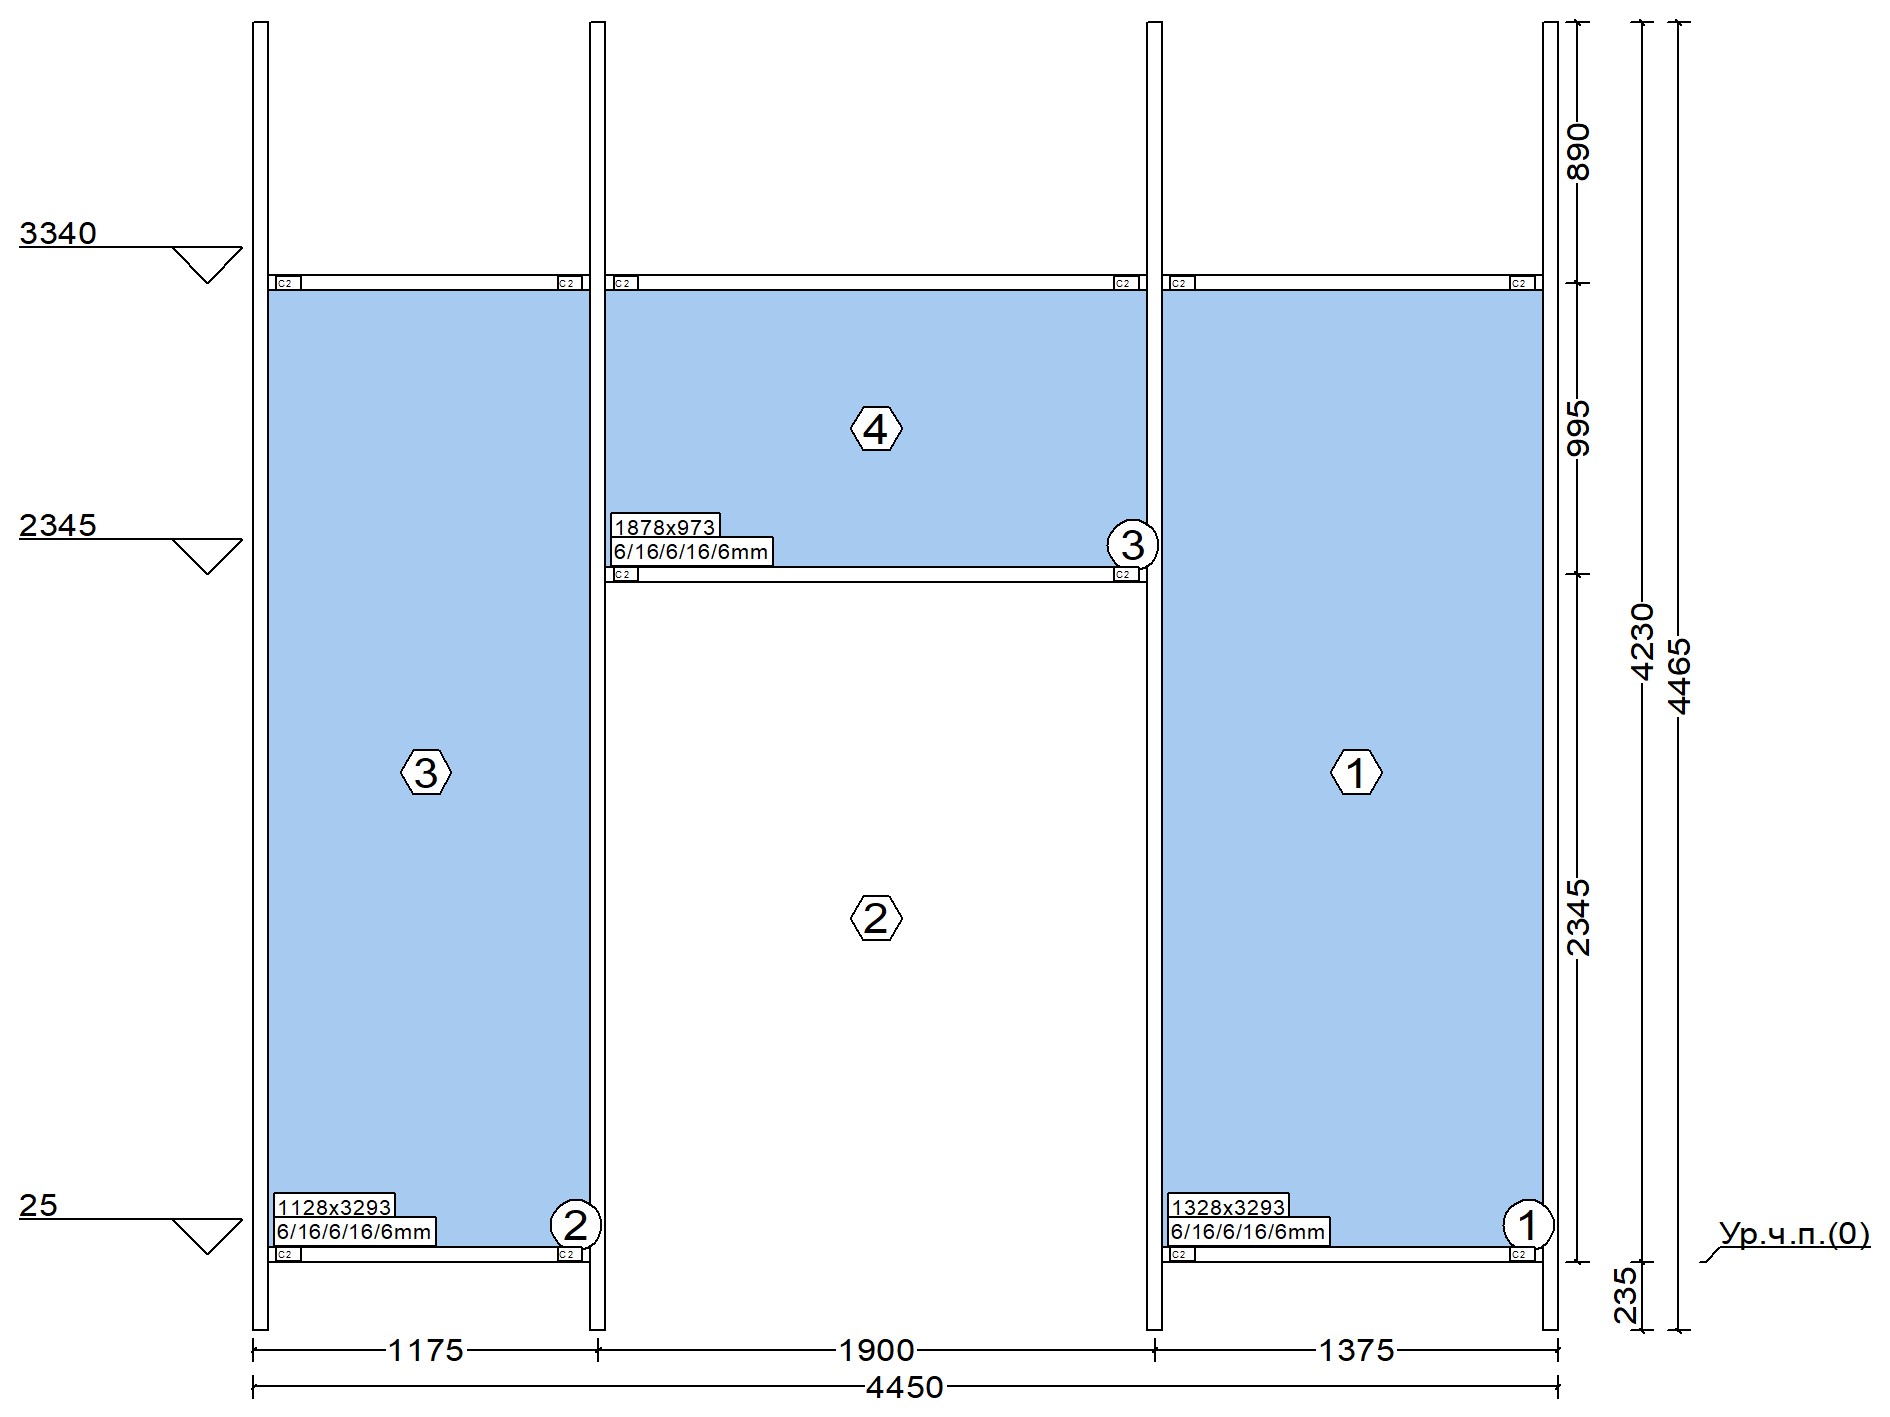 890
3340
C2 C2 C2 C2 C2 C2
4
995
2345
1878x973
3
6/16/6/16/6mm
C2 C2
4230
4465
3
1
2
2345
25
1128x3293
1328x3293
2
1
6/16/6/16/6mm
6/16/6/16/6mm
Ур.ч.п.(0)
C2 C2 C2 C2
235
1175
1900
1375
4450